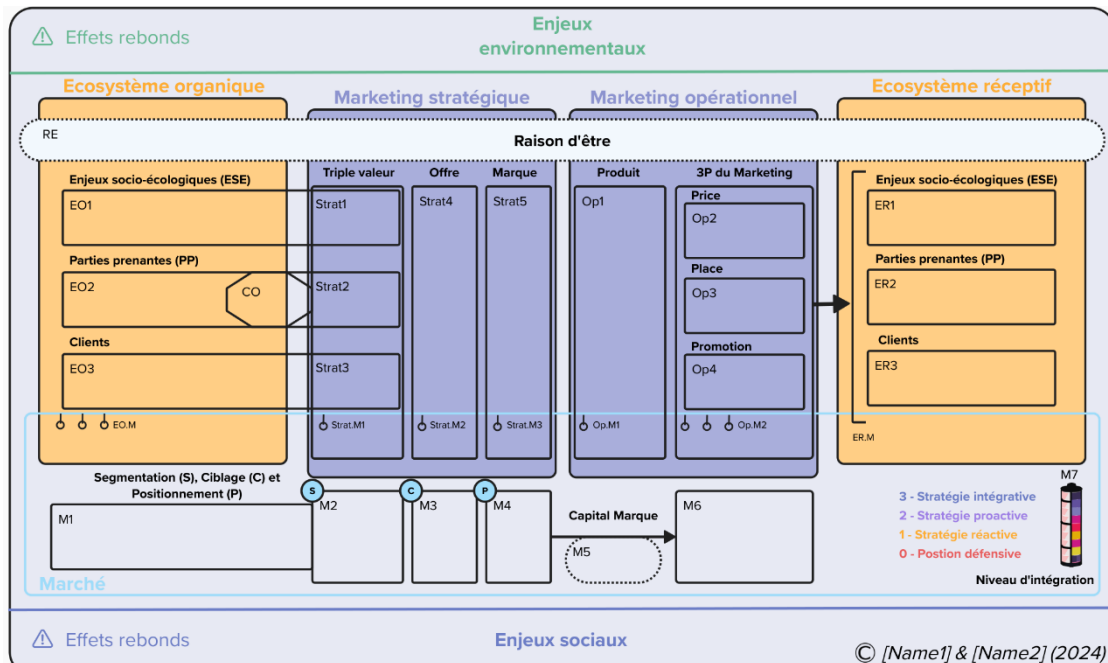 Effets rebonds
Enjeux
environnementaux
Ecosystème organique
Marketing stratégique
Marketing opérationnel
Ecosystème réceptif
RE
Raison d'être
Enjeux socio-écologiques (ESE)
EO1
Parties prenantes (PP)
EO2
CO
Clients
EO3
EO.M
Triple valeur
Offre
Marque
Strat1
Strat4
Strat5
Strat2
Strat3
Strat.M1
Strat.M2
Strat.M3
Produit
3P du Marketing
Op1
Price
Op2
Place
Op3
Promotion
Op4
Op.M1
Op.M2
Enjeux socio-écologiques (ESE)
ER1
Parties prenantes (PP)
ER2
Clients
ER3
ER.M
Segmentation (S), Ciblage (C) et
Positionnement (P)
M1
S
M2
C
M3
P
M4
Capital Marque
M5
M6
M7
3 - Stratégie intégrative
2 - Stratégie proactive
1 - Stratégie réactive
0 - Postion défensive
Niveau d'intégration
Marché
Effets rebonds
Enjeux sociaux
© [Name1] & [Name2] (2024)